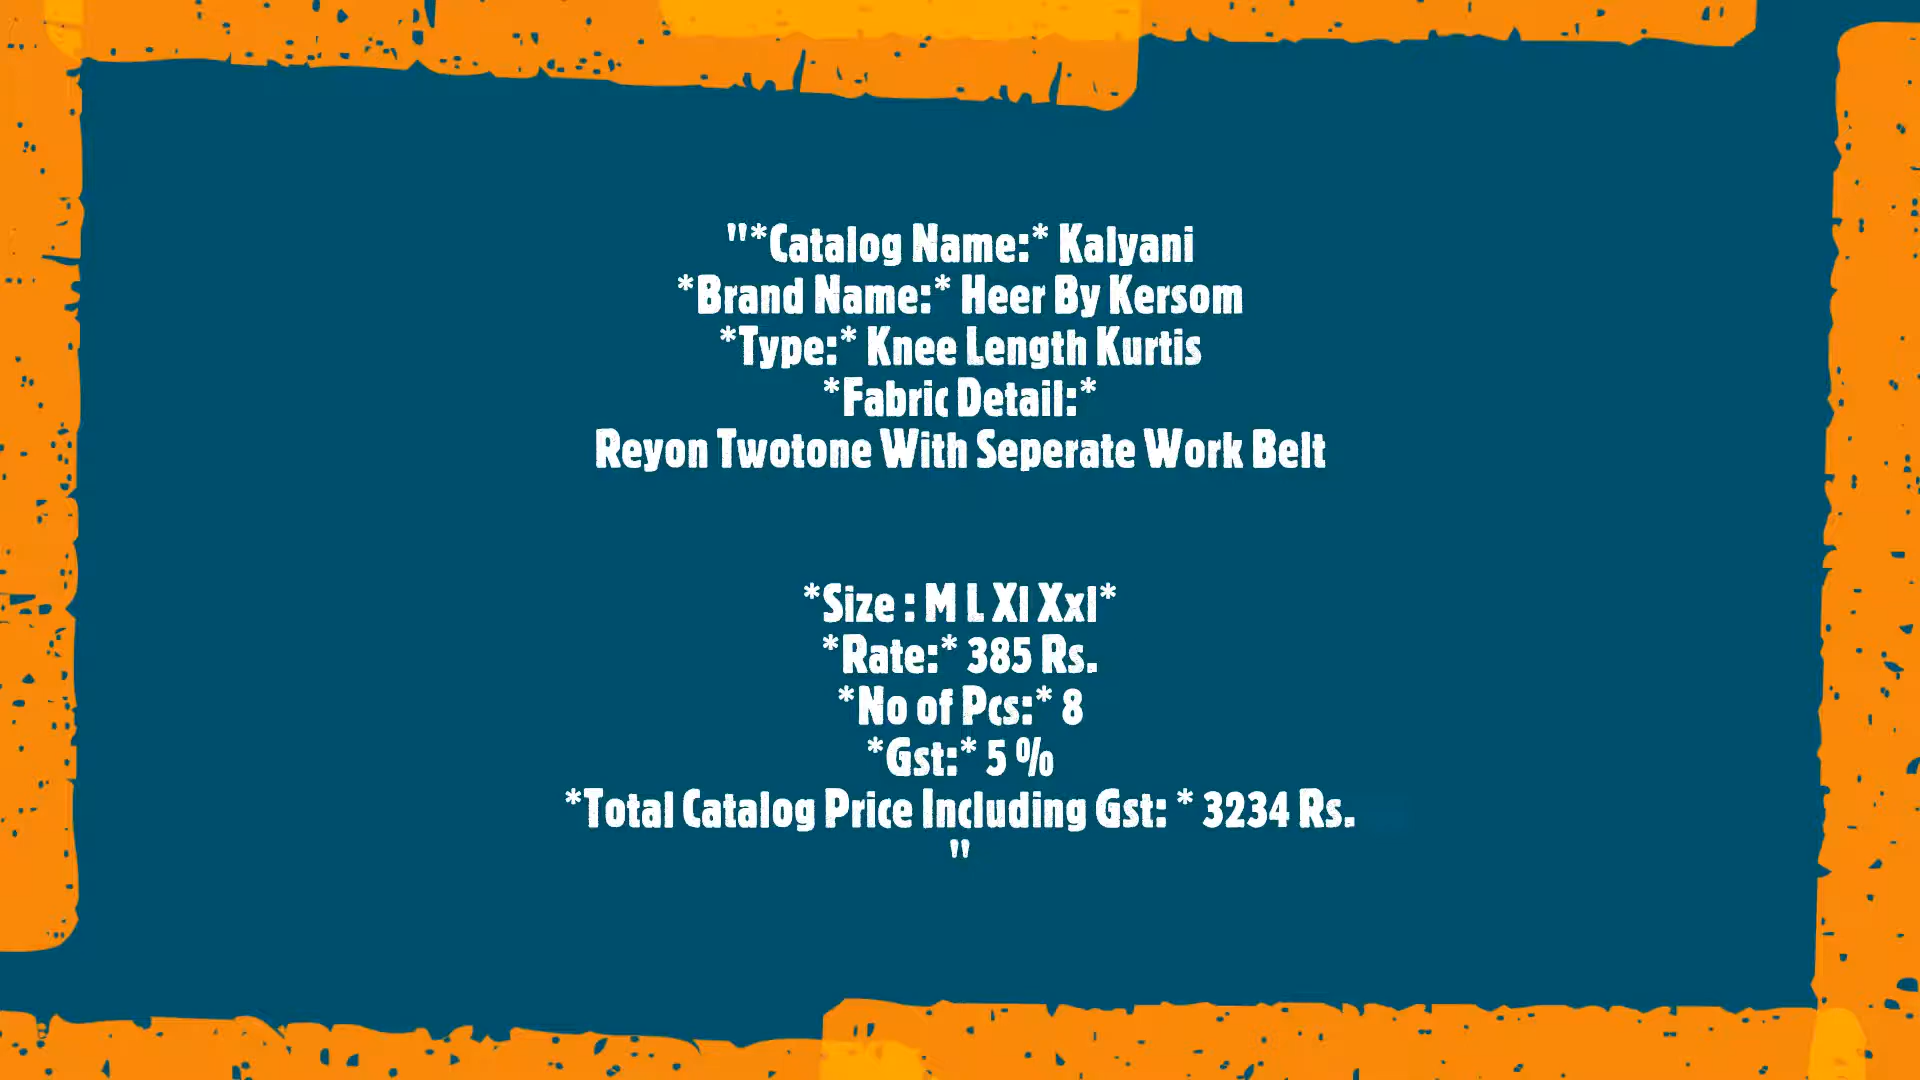 "*Catalog Name:* Kalyani
*Brand Name:* Heer By Kersom
*Type:* Knee Length Kurtis
*Fabric Detail:*
Reyon Twotone With Seperate Work Belt
*Size : M L Xl Xxl*
*Rate:* 385 Rs.
*No of Pcs:* 8
*Gst:* 5 %
*Total Catalog Price Including Gst: * 3234 Rs.
"